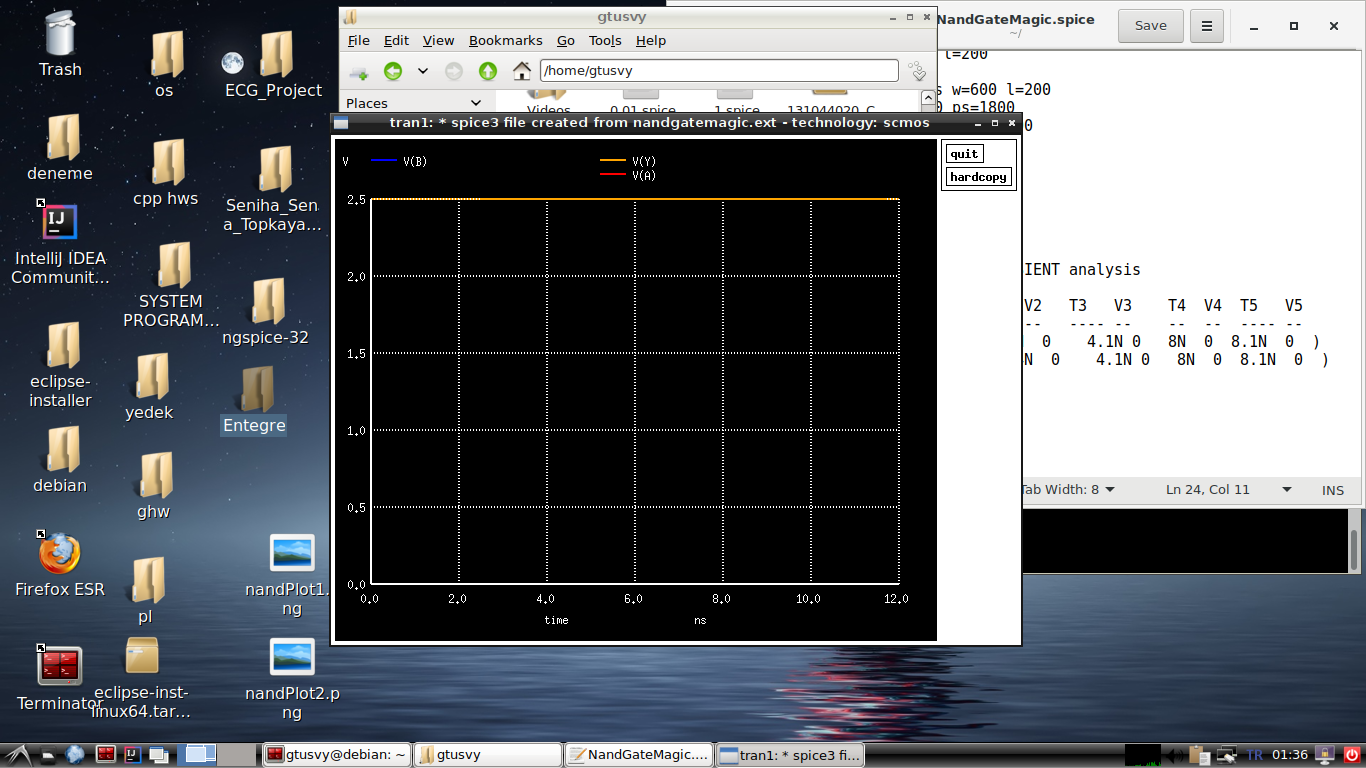 Trash
os
ECG_Project
deneme
cpp hws
Seniha_Sen
a_Topkaya...
IntelliJ IDEA
Communit...
SYSTEM
PROGRAM...
ngspice-32
eclipse-
installer
yedek
Entegre
debian
ghw
Firefox ESR
pl
nandPlot1.
ng
Terminator
eclipse-inst-
linux64.tar...
nandPlot2.p
ng
gtusvy
File Edit View Bookmarks Go Tools Help
/home/gtusvy
Places
Videos 0.01.spice 1.spice 131044020_C
NandGateMagic.spice
~/
Save
l=200
s w=600 l=200
0 ps=1800
0
IENT analysis
V2 T3 V3 T4 V4 T5 V5
-- ---- -- -- -- ---- --
0 4.1N 0 8N 0 8.1N 0 )
N 0 4.1N 0 8N 0 8.1N 0 )
Tab Width: 8 Ln 24, Col 11 INS
tran1: * spice3 file created from nandgatemagic.ext - technology: scmos
quit
hardcopy
V V(B) V(Y)
V(A)
2.5
2.0
1.5
1.0
0.5
0.0
0.0 2.0 4.0 6.0 8.0 10.0 12.0
time ns
gtusvy@debian: ~ gtusvy NandGateMagic.... tran1: * spice3 fi... TR 01:36